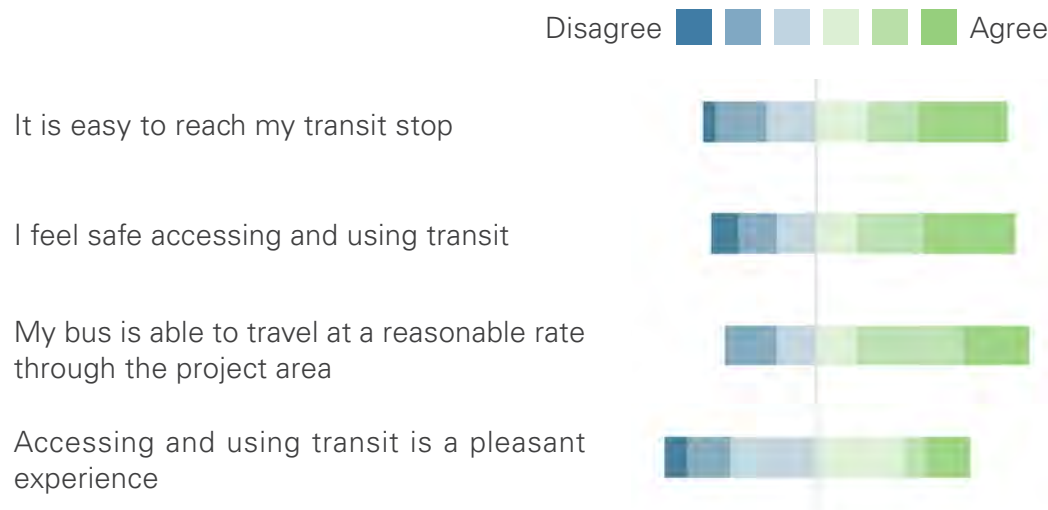 Disagree Agree
It is easy to reach my transit stop
I feel safe accessing and using transit
My bus is able to travel at a reasonable rate
through the project area
Accessing and using transit is a pleasant
experience